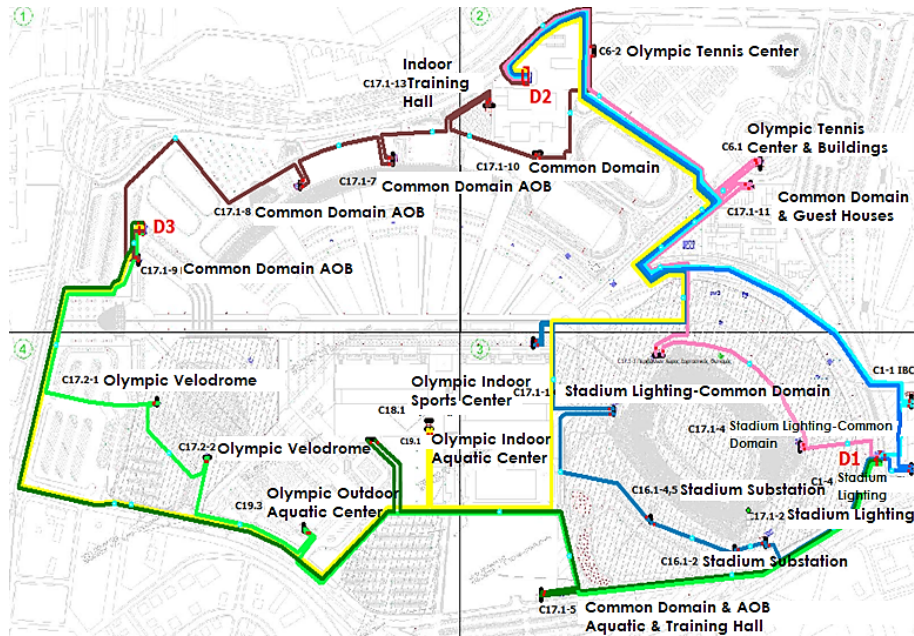 1
2
C6-2 Olympic Tennis Center
Indoor
C17.1-13 Training
Hall
D2
Olympic Tennis
C6.1 Center & Buildings
C17.1-10
Common Domain
C17.1-7
Common Domain AOB
Common Domain
C17.1-11 & Guest Houses
C17.1-8 Common Domain AOB
D3
C17.1-9 Common Domain AOB
4
3
C17.2-1 Olympic Velodrome
Olympic Indoor
Sports Center
C1-1 IBC
C17.1-1
Stadium Lighting-Common Domain
C18.1
C17.1-4 Stadium Lighting-Common
Domain
C17.2-2 Olympic Velodrome
C19.1 Olympic Indoor
Aquatic Center
D1
C1-4 Stadium
Lighting
C16.1-4,5 Stadium Substation
C19.3 Olympic Outdoor
Aquatic Center
C17.1-2 Stadium Lighting
C16.1-2 Stadium Substation
C17.1-5 Common Domain & AOB
Aquatic & Training Hall